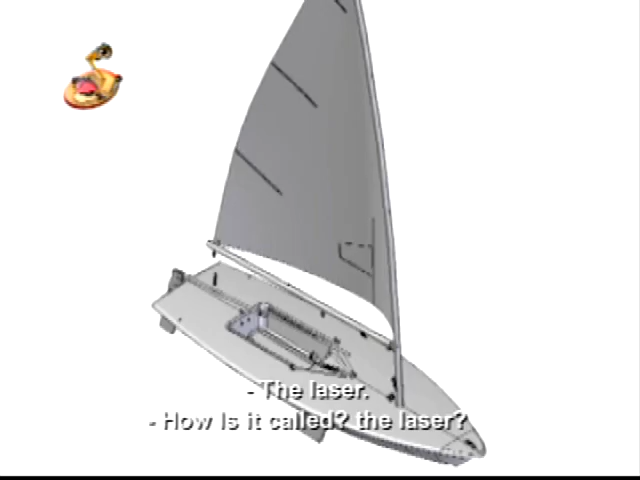 - The laser.
- How Is it called? the laser?